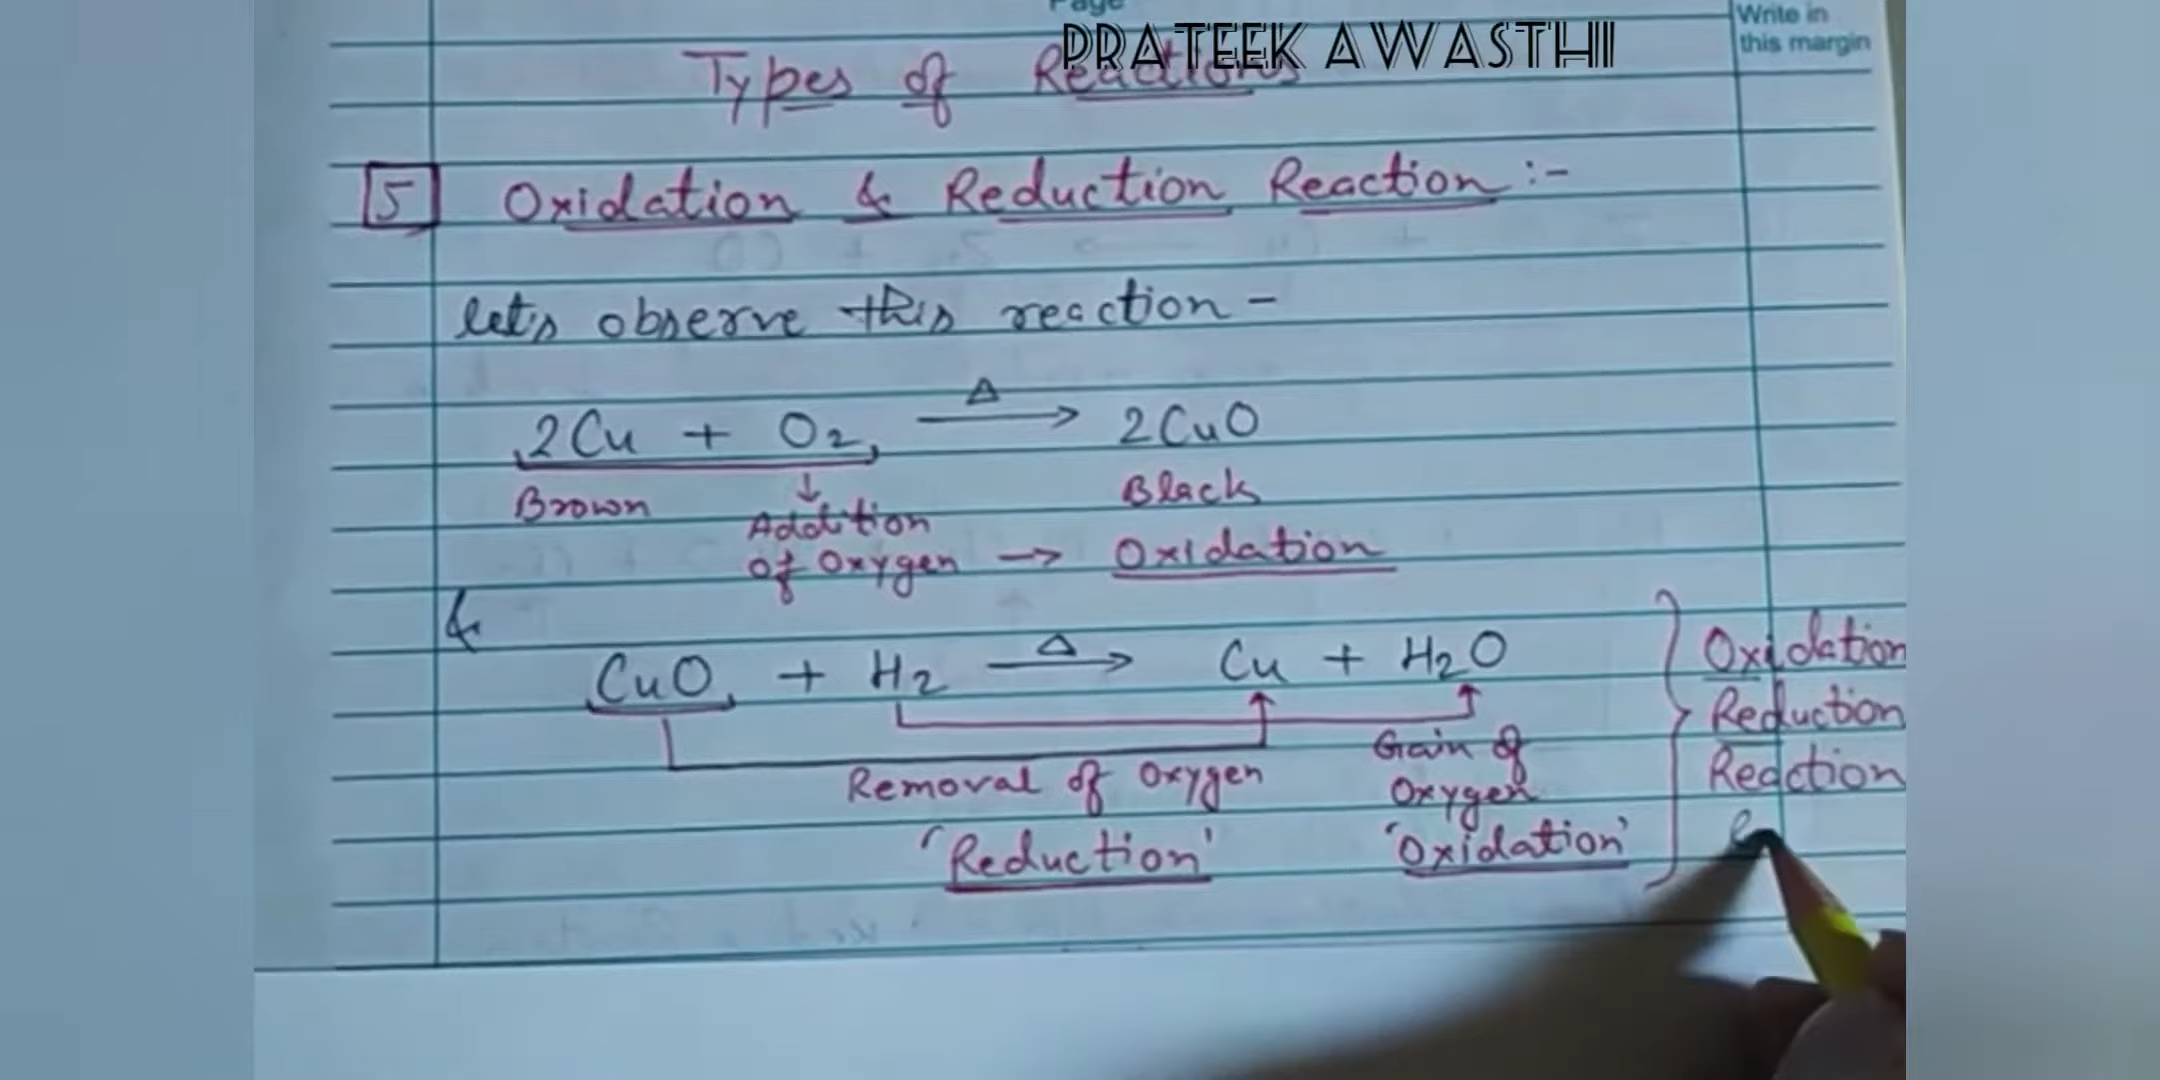 Page
PRATEEK AWASTHI
Write in
this margin
Types of Reactions
5 Oxidation & Reduction Reaction :-
let's observe this reaction -
2Cu + O2 Δ→ 2CuO
Brown ↓ Black
Addition
of Oxygen → Oxidation
&
CuO + H2 Δ→ Cu + H2O
Removal of Oxygen
'Reduction'
Gain of
Oxygen
'Oxidation'
Oxidation
Reduction
Reaction